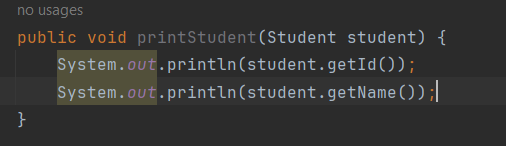 no usages
public void printStudent(Student student) {
System.out.println(student.getId());
System.out.println(student.getName());
}